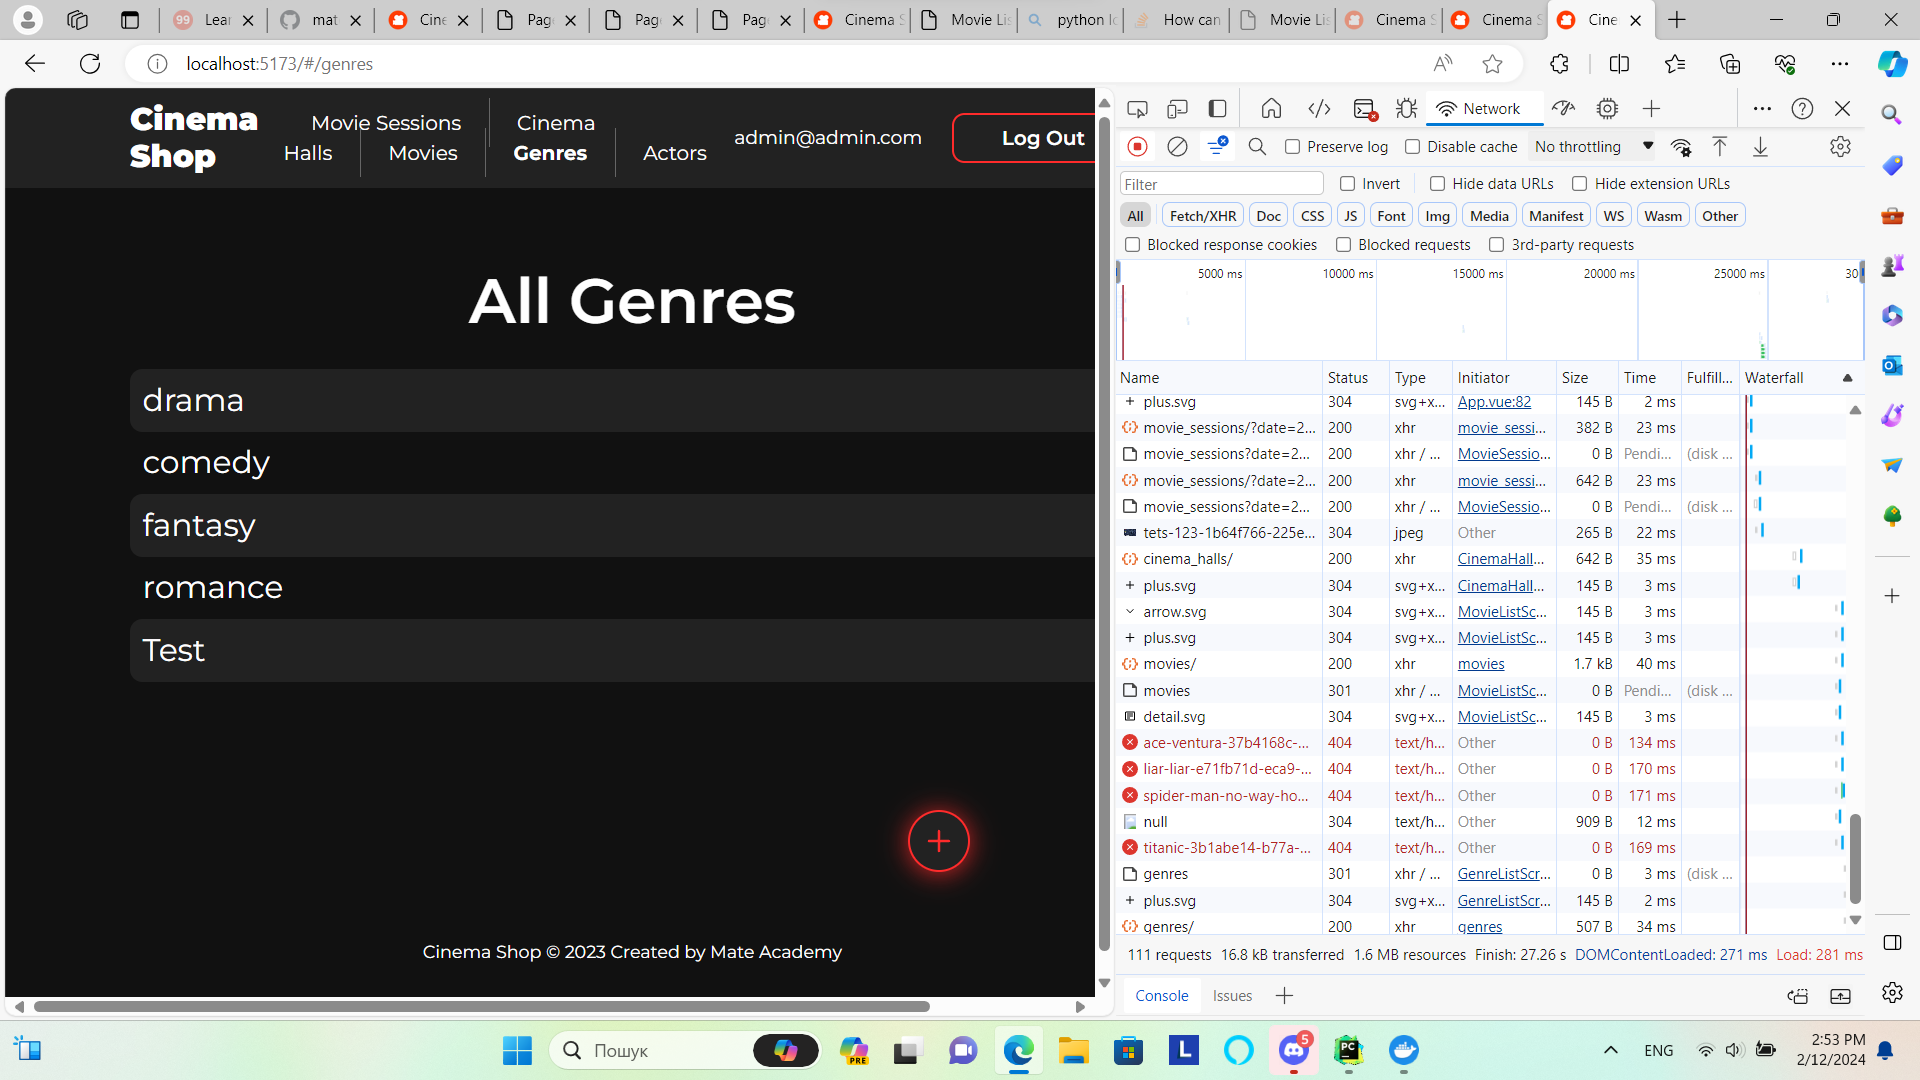 Lear
mat
Cine
Page
Page
Page
Cinema S
Movie Lis
python lo
How can
Movie Lis
Cinema S
Cinema S
Cine
localhost:5173/#/genres
Cinema Shop
Movie Sessions
Cinema Halls
Movies
Genres
Actors
admin@admin.com
Log Out
All Genres
drama
comedy
fantasy
romance
Test
Cinema Shop © 2023 Created by Mate Academy
Network
Preserve log
Disable cache
No throttling
Filter
Invert
Hide data URLs
Hide extension URLs
All
Fetch/XHR
Doc
CSS
JS
Font
Img
Media
Manifest
WS
Wasm
Other
Blocked response cookies
Blocked requests
3rd-party requests
5000 ms
10000 ms
15000 ms
20000 ms
25000 ms
30
Name Status Type Initiator Size Time Fulfill... Waterfall
plus.svg 304 svg+x... App.vue:82 145 B 2 ms
movie_sessions/?date=2... 200 xhr movie_sessi... 382 B 23 ms
movie_sessions?date=2... 200 xhr / ... MovieSessio... 0 B Pendi... (disk ...
movie_sessions/?date=2... 200 xhr movie_sessi... 642 B 23 ms
movie_sessions?date=2... 200 xhr / ... MovieSessio... 0 B Pendi... (disk ...
tets-123-1b64f766-225e... 304 jpeg Other 265 B 22 ms
cinema_halls/ 200 xhr CinemaHall... 642 B 35 ms
plus.svg 304 svg+x... CinemaHall... 145 B 3 ms
arrow.svg 304 svg+x... MovieListSc... 145 B 3 ms
plus.svg 304 svg+x... MovieListSc... 145 B 3 ms
movies/ 200 xhr movies 1.7 kB 40 ms
movies 301 xhr / ... MovieListSc... 0 B Pendi... (disk ...
detail.svg 304 svg+x... MovieListSc... 145 B 3 ms
ace-ventura-37b4168c-... 404 text/h... Other 0 B 134 ms
liar-liar-e71fb71d-eca9-... 404 text/h... Other 0 B 170 ms
spider-man-no-way-ho... 404 text/h... Other 0 B 171 ms
null 304 text/h... Other 909 B 12 ms
titanic-3b1abe14-b77a-... 404 text/h... Other 0 B 169 ms
genres 301 xhr / ... GenreListScr... 0 B 3 ms (disk ...
plus.svg 304 svg+x... GenreListScr... 145 B 2 ms
genres/ 200 xhr genres 507 B 34 ms
111 requests 16.8 kB transferred 1.6 MB resources Finish: 27.26 s DOMContentLoaded: 271 ms Load: 281 ms
Console
Issues
Пошук
PRE
L
5
PC
ENG
2:53 PM
2/12/2024